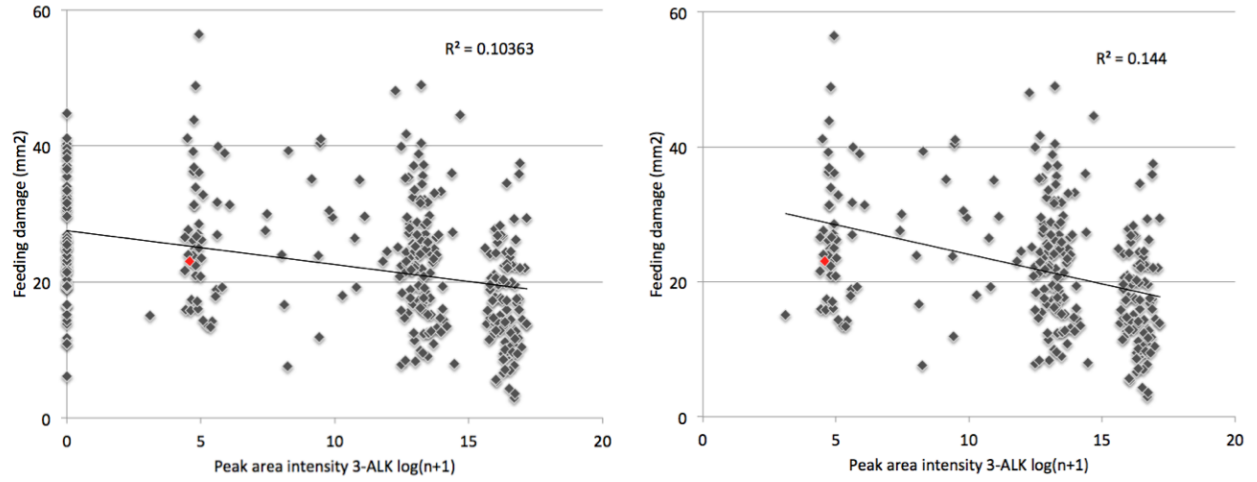 60
40
20
0
Feeding damage (mm2)
R² = 0.10363
0 5 10 15 20
Peak area intensity 3-ALK log(n+1)
60
40
20
0
Feeding damage (mm2)
R² = 0.144
0 5 10 15 20
Peak area intensity 3-ALK log(n+1)